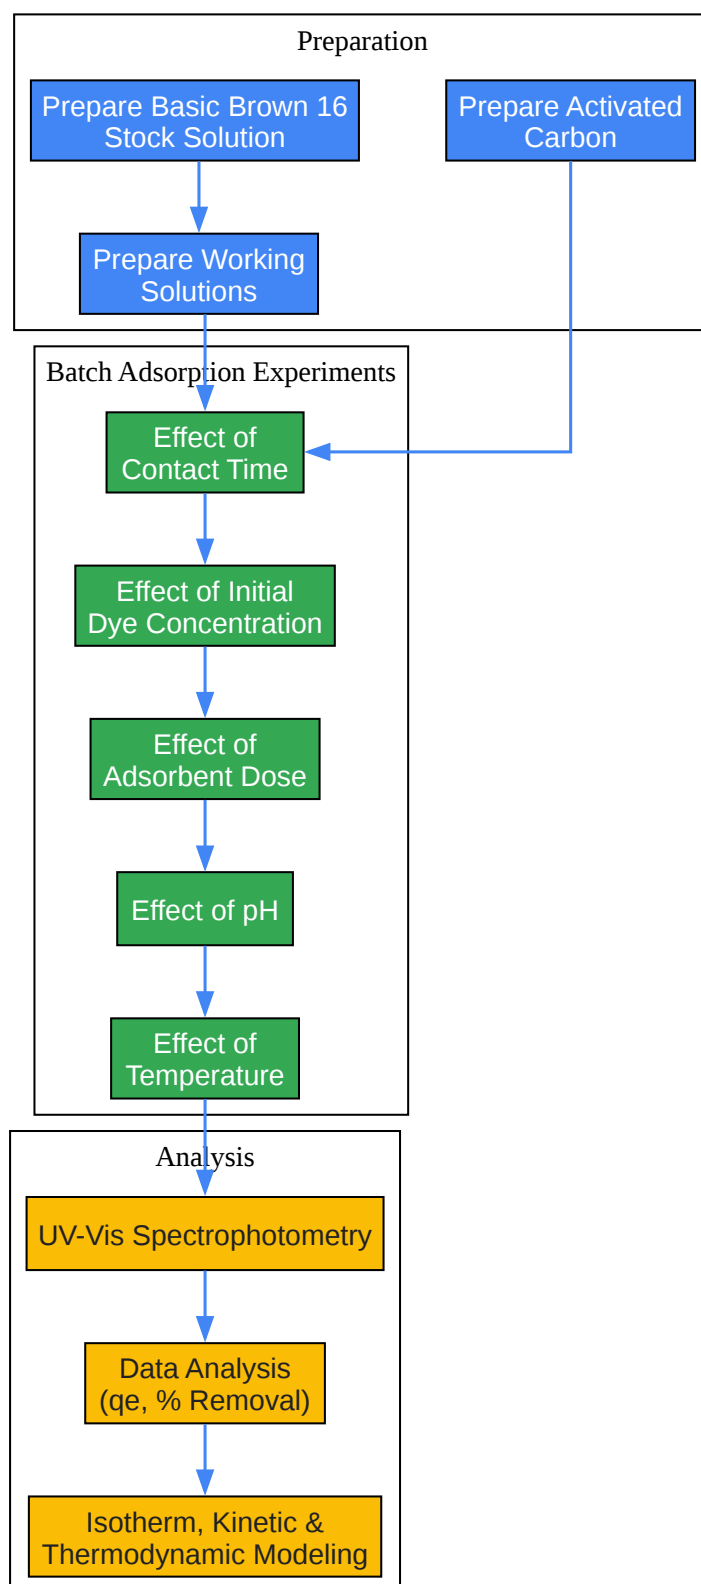 Preparation
Prepare Basic Brown 16
Stock Solution
Prepare Activated
Carbon
Prepare Working
Solutions
Batch Adsorption Experiments
Effect of
Contact Time
Effect of Initial
Dye Concentration
Effect of
Adsorbent Dose
Effect of pH
Effect of
Temperature
Analysis
UV-Vis Spectrophotometry
Data Analysis
(qe, % Removal)
Isotherm, Kinetic &
Thermodynamic Modeling